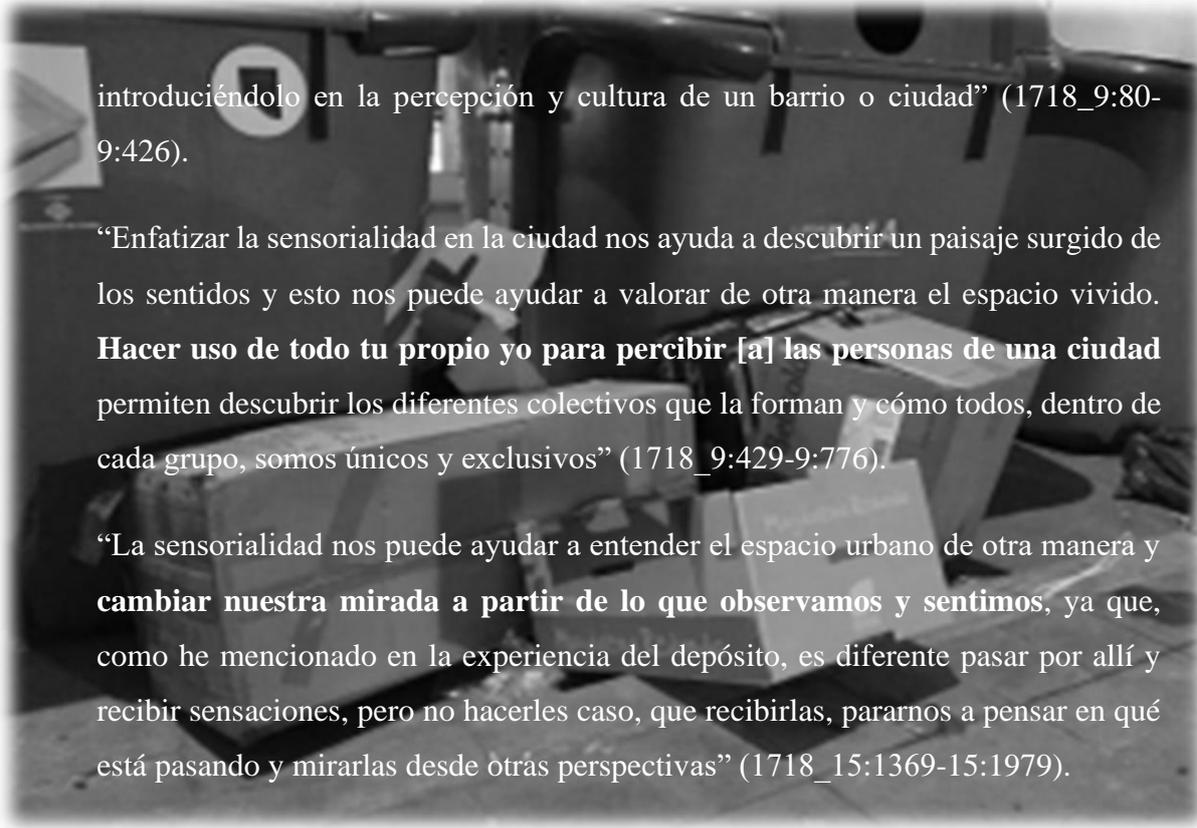 introduciéndolo en la percepción y cultura de un barrio o ciudad” (1718_9:80-
9:426).
“Enfatizar la sensorialidad en la ciudad nos ayuda a descubrir un paisaje surgido de
los sentidos y esto nos puede ayudar a valorar de otra manera el espacio vivido.
Hacer uso de todo tu propio yo para percibir [a] las personas de una ciudad
permiten descubrir los diferentes colectivos que la forman y cómo todos, dentro de
cada grupo, somos únicos y exclusivos” (1718_9:429-9:776).
“La sensorialidad nos puede ayudar a entender el espacio urbano de otra manera y
cambiar nuestra mirada a partir de lo que observamos y sentimos, ya que,
como he mencionado en la experiencia del depósito, es diferente pasar por allí y
recibir sensaciones, pero no hacerles caso, que recibirlas, pararnos a pensar en qué
está pasando y mirarlas desde otras perspectivas” (1718_15:1369-15:1979).